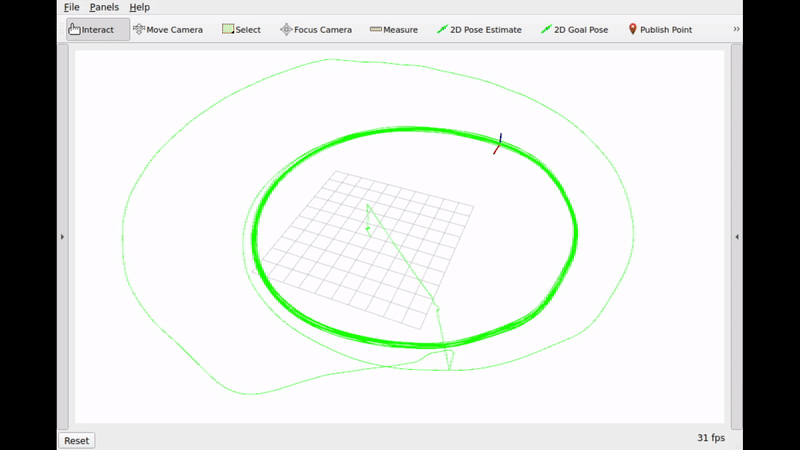 File Panels Help
Interact Move Camera Select Focus Camera Measure 2D Pose Estimate 2D Goal Pose Publish Point »
Reset 31 fps